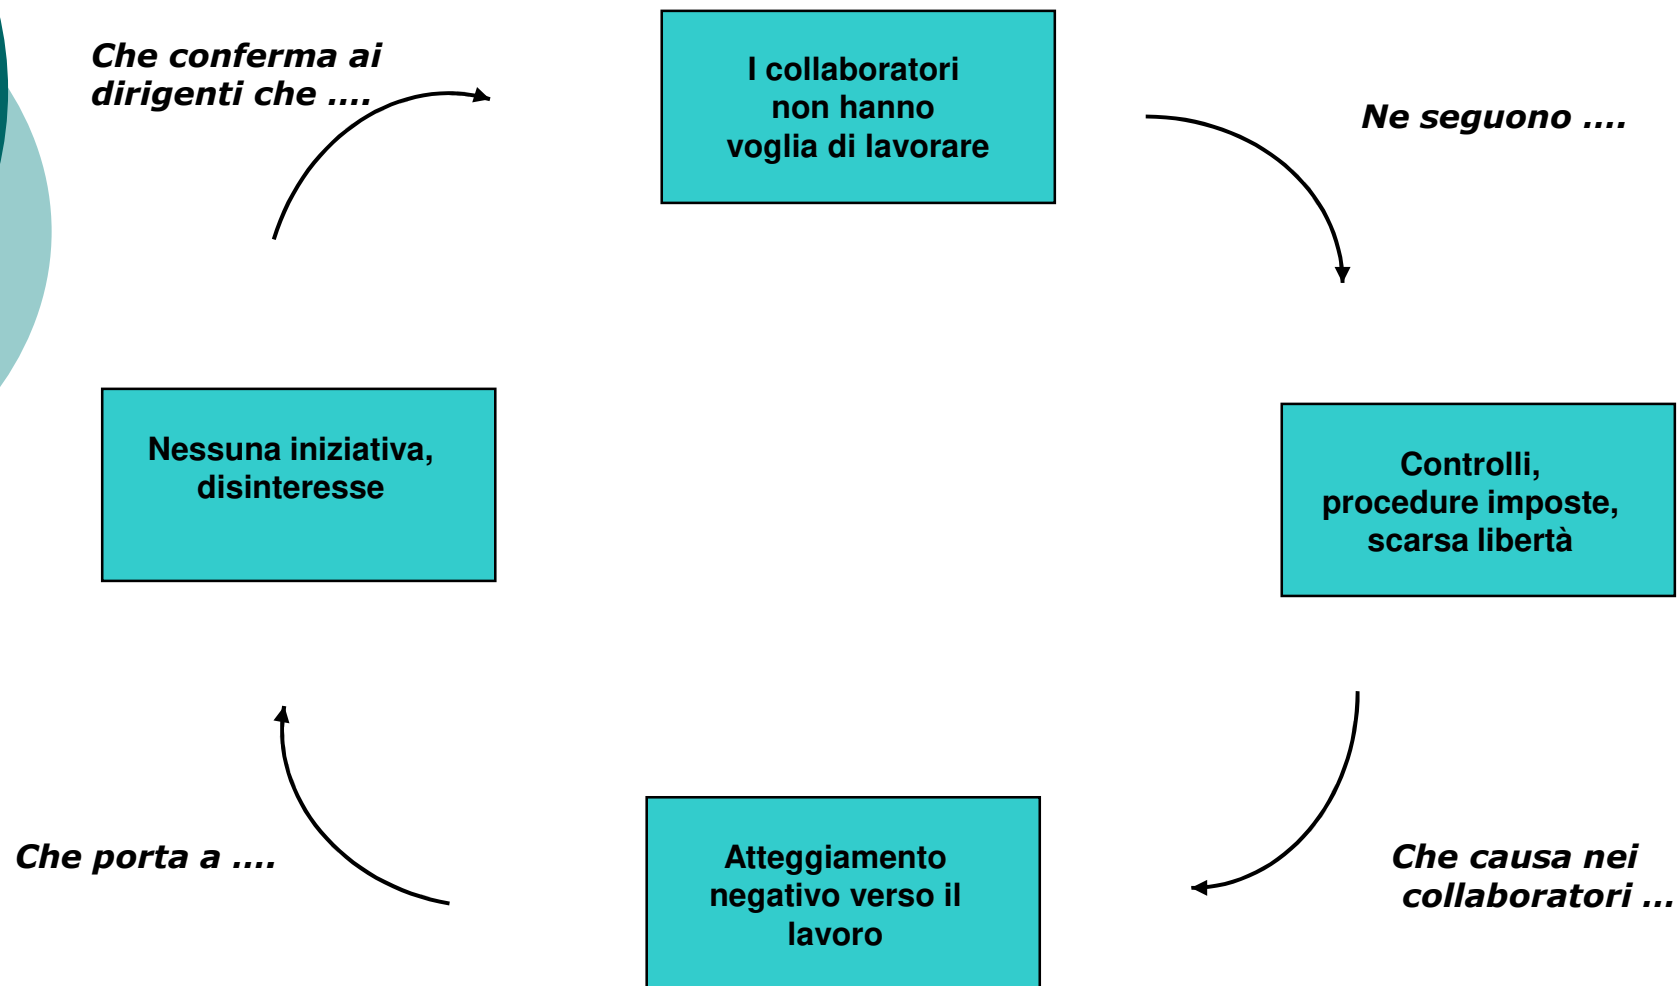 Che conferma ai
dirigenti che ....
I collaboratori
non hanno
voglia di lavorare
Ne seguono ....
Nessuna iniziativa,
disinteresse
Controlli,
procedure imposte,
scarsa libertà
Che porta a ....
Atteggiamento
negativo verso il
lavoro
Che causa nei
collaboratori ...